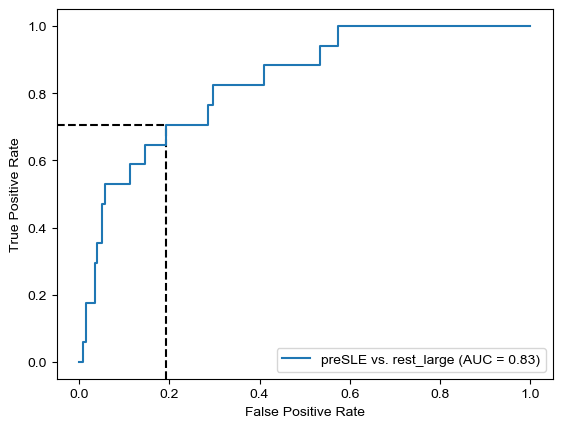 1.0
0.8
0.6
0.4
0.2
0.0
True Positive Rate
preSLE vs. rest_large (AUC = 0.83)
0.0 0.2 0.4 0.6 0.8 1.0
False Positive Rate